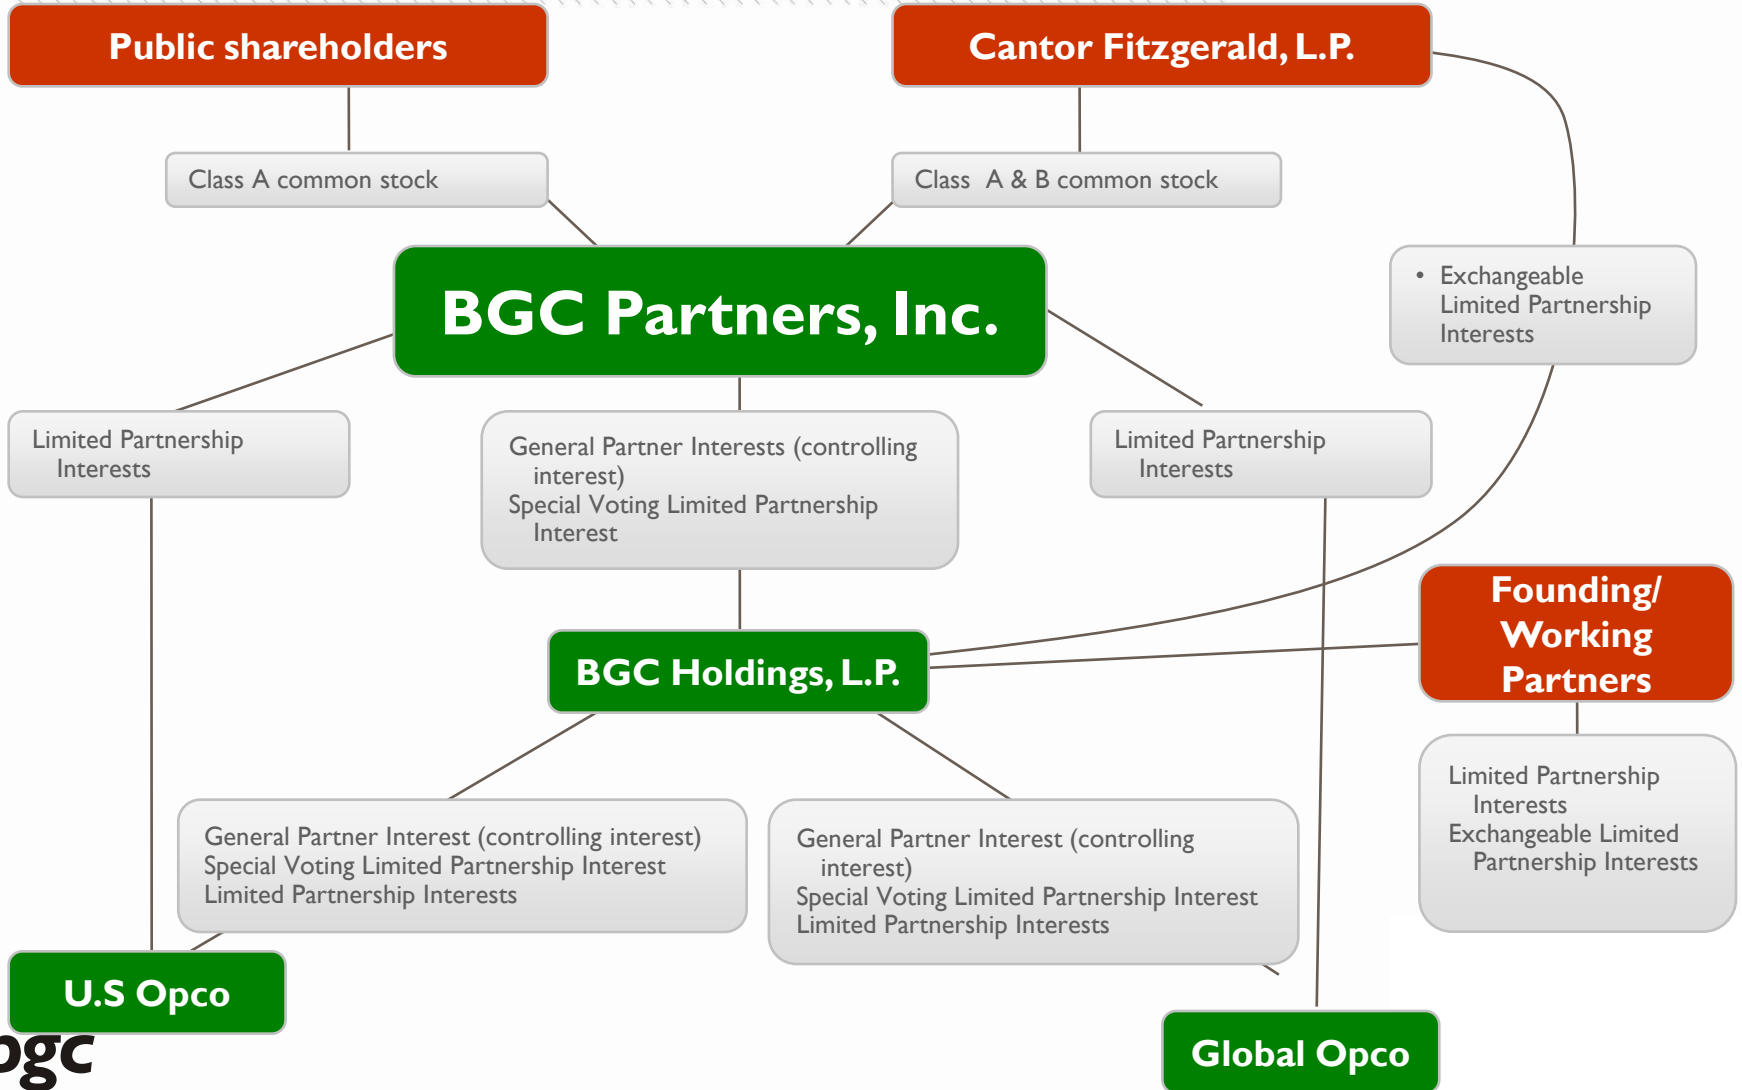 Public shareholders
Cantor Fitzgerald, L.P.
Class A common stock
Class A & B common stock
BGC Partners, Inc.
• Exchangeable
Limited Partnership
Interests
Limited Partnership
Interests
General Partner Interests (controlling
interest)
Special Voting Limited Partnership
Interest
Limited Partnership
Interests
Founding/
Working
Partners
BGC Holdings, L.P.
Limited Partnership
Interests
Exchangeable Limited
Partnership Interests
General Partner Interest (controlling interest)
Special Voting Limited Partnership Interest
Limited Partnership Interests
General Partner Interest (controlling
interest)
Special Voting Limited Partnership Interest
Limited Partnership Interests
U.S Opco
bgc
Global Opco